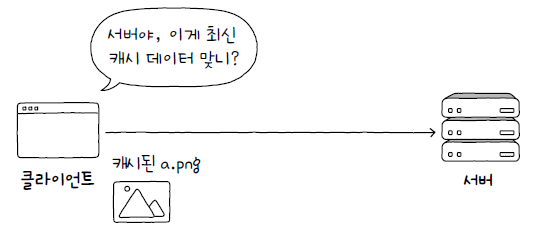 서버야, 이게 최신
캐시 데이터 맞니?
클라이언트
캐시된 a.png
서버